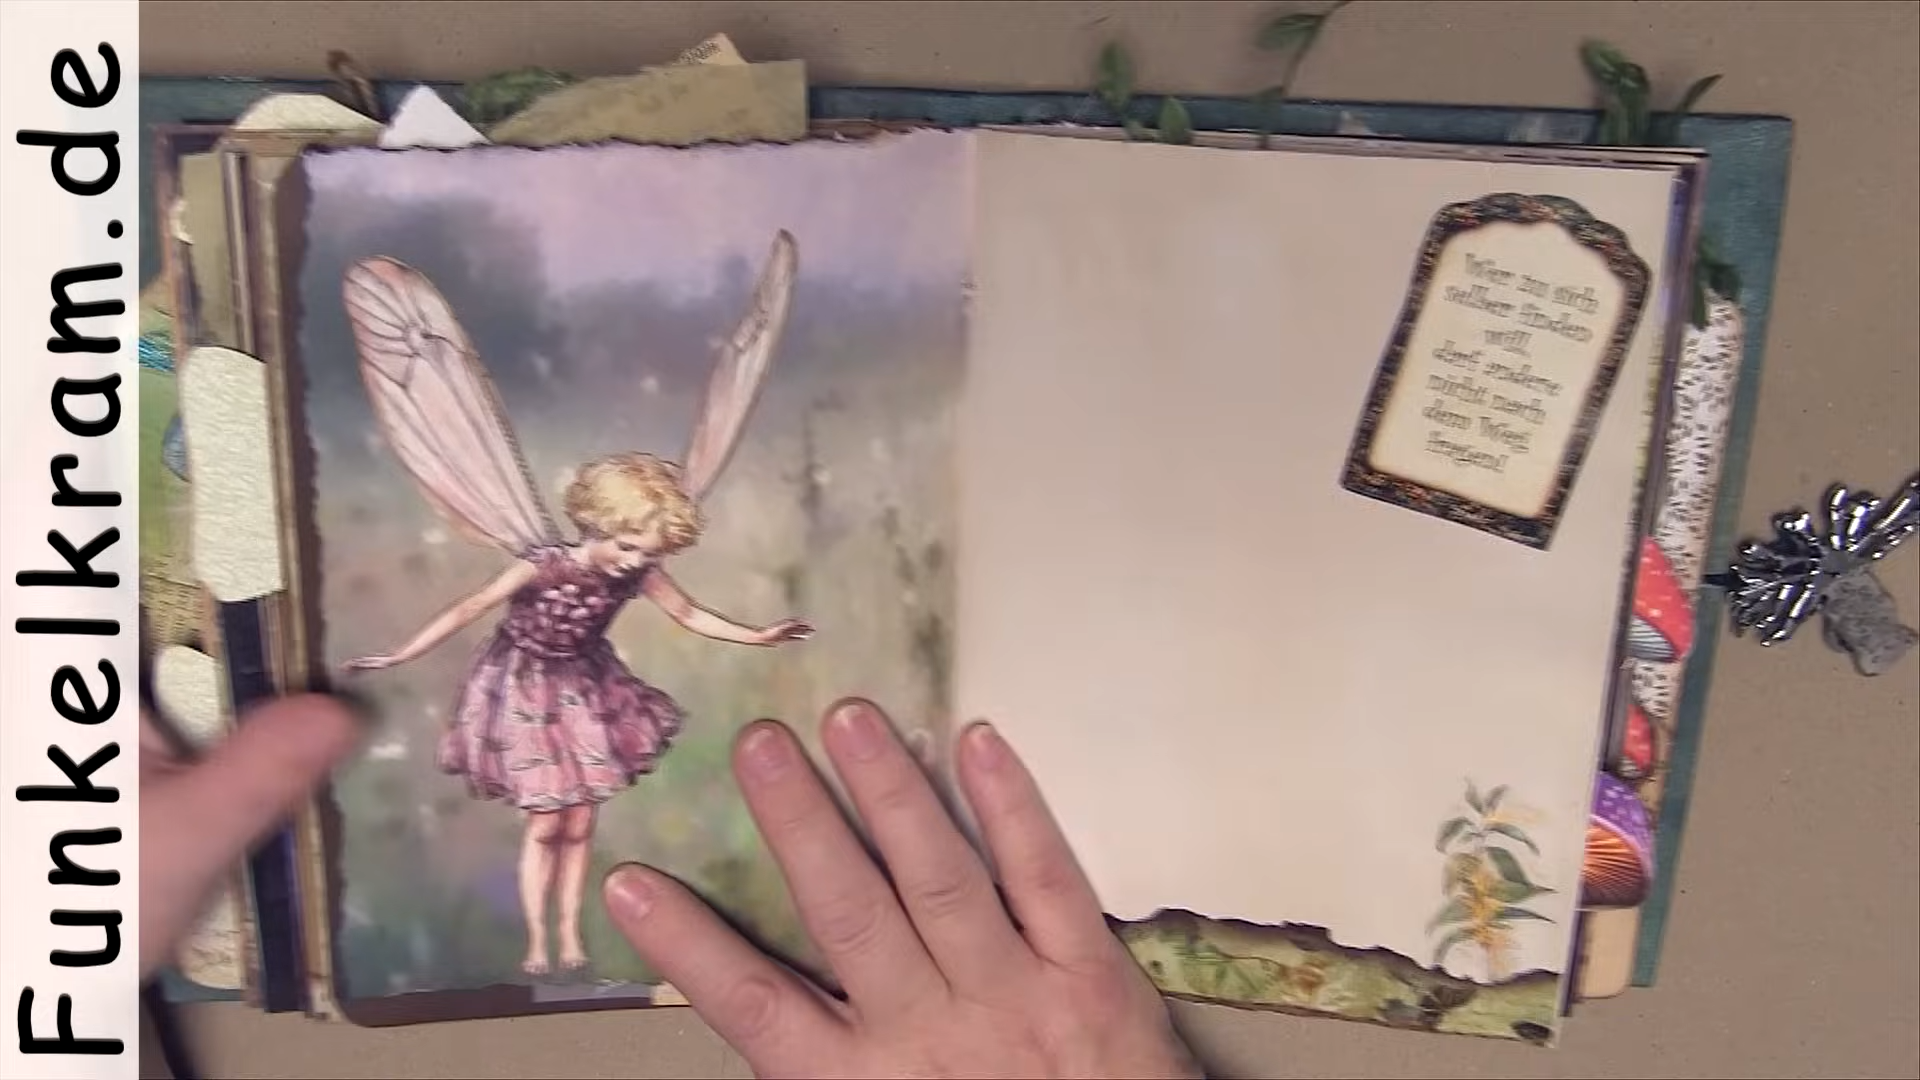 Funkelkram.de
Wer zu sich
selber finden
will,
darf andere
nicht nach
dem Weg
fragen!